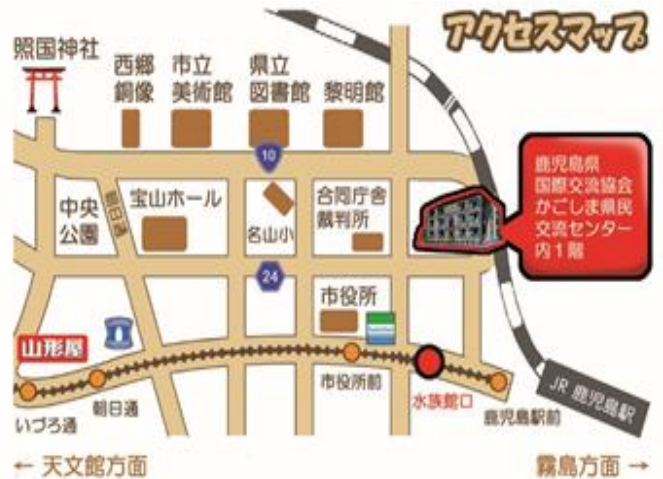 アクセスマップ
照国神社
西郷
銅像
市立
美術館
県立
図書館
黎明館
10
鹿児島県
国際交流協会
かごしま県民
交流センター
内1階
中央
公園
朝日通
宝山ホール
名山小
合同庁舎
裁判所
24
市役所
山形屋
いづろ通
朝日通
市役所前
水族館口
鹿児島駅前
JR 鹿児島駅
← 天文館方面
霧島方面 →